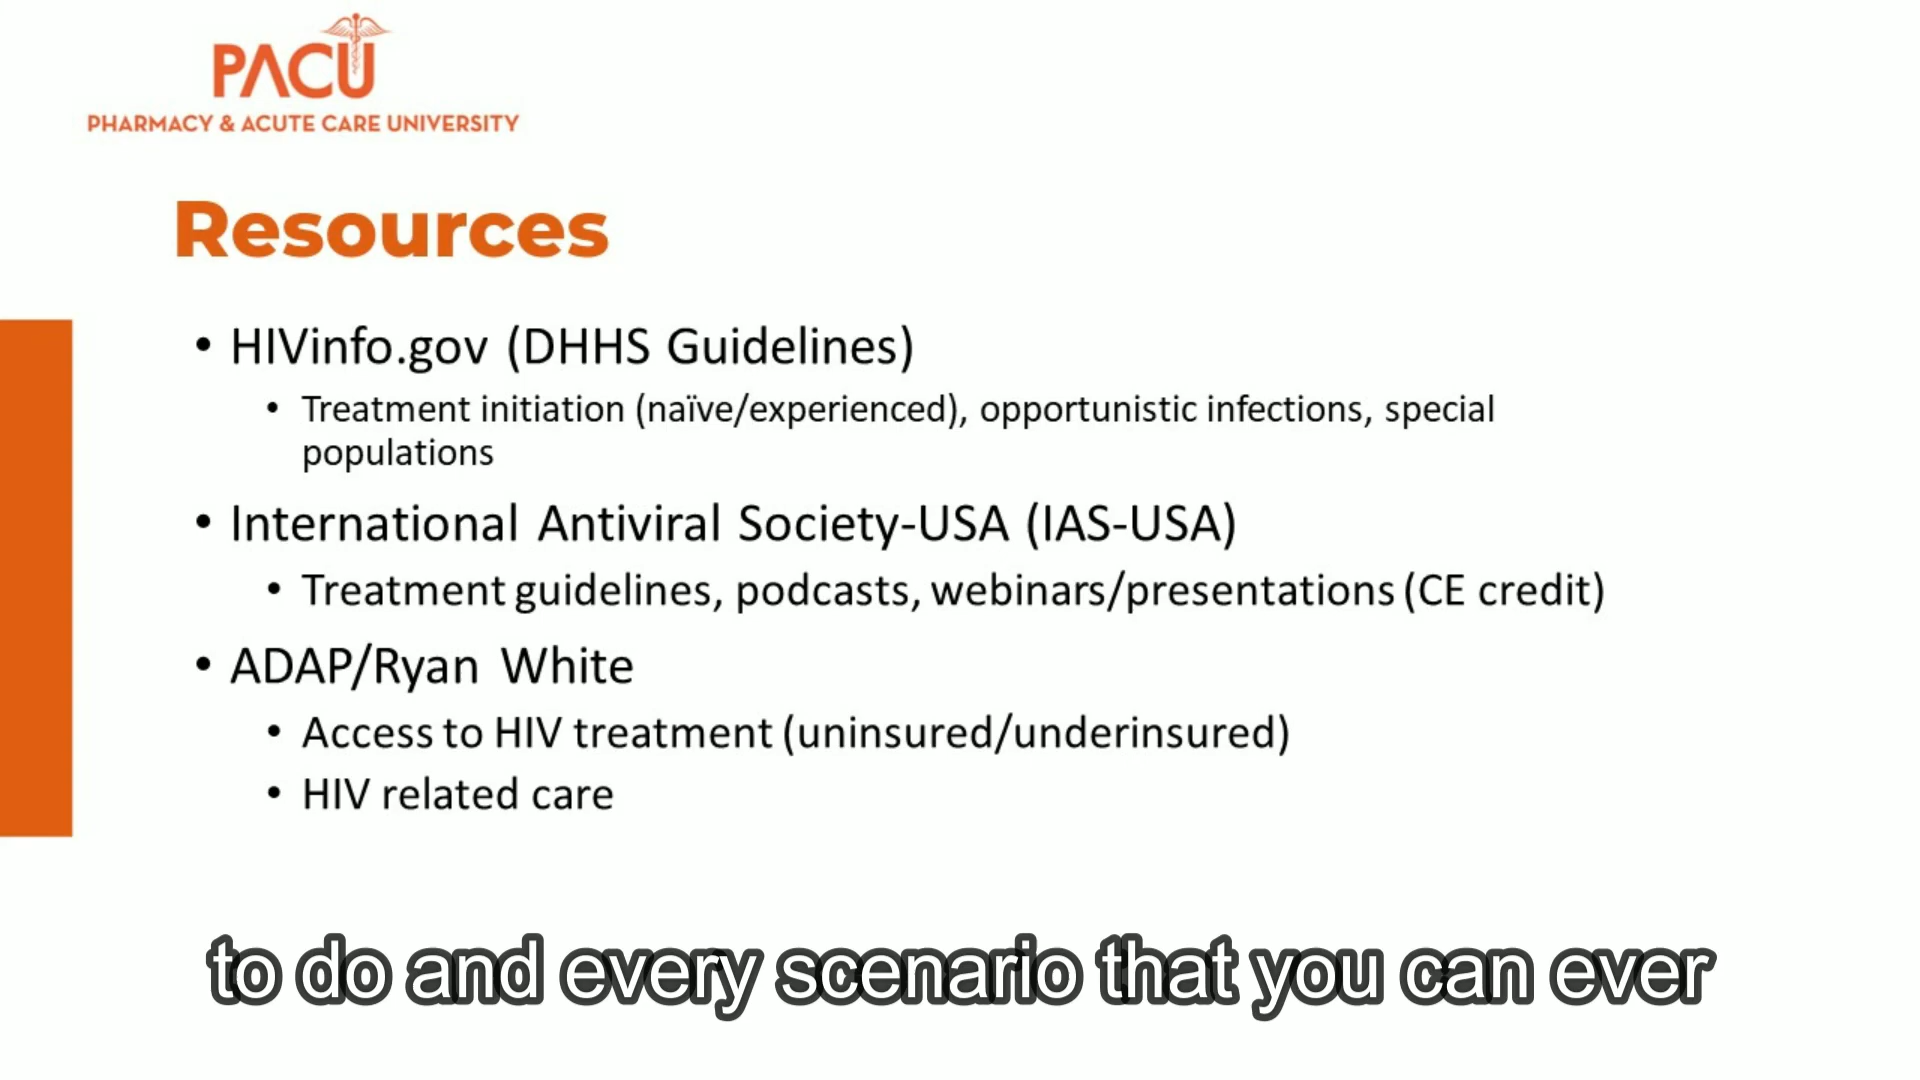 PACU
PHARMACY & ACUTE CARE UNIVERSITY
Resources
• HIVinfo.gov (DHHS Guidelines)
• Treatment initiation (naïve/experienced), opportunistic infections, special
populations
• International Antiviral Society-USA (IAS-USA)
• Treatment guidelines, podcasts, webinars/presentations (CE credit)
• ADAP/Ryan White
• Access to HIV treatment (uninsured/underinsured)
• HIV related care
to do and every scenario that you can ever